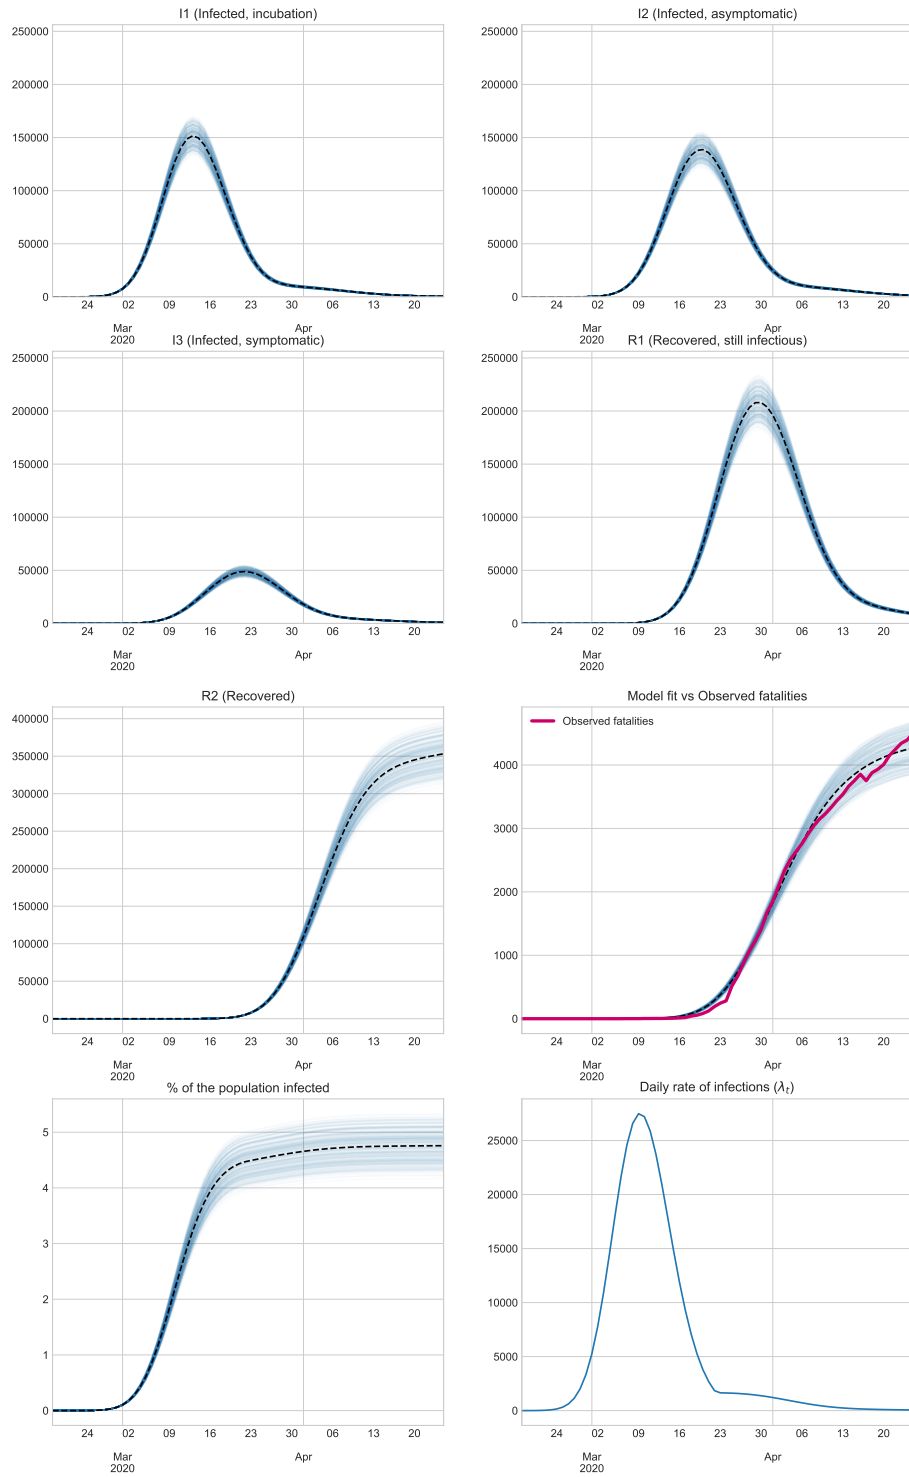 I1 (Infected, incubation)
250000
200000
150000
100000
50000
0
24 02 09 16 23 30 06 13 20
Mar Apr
2020
I2 (Infected, asymptomatic)
250000
200000
150000
100000
50000
0
24 02 09 16 23 30 06 13 20
Mar Apr
2020
I3 (Infected, symptomatic)
250000
200000
150000
100000
50000
0
24 02 09 16 23 30 06 13 20
Mar Apr
2020
R1 (Recovered, still infectious)
250000
200000
150000
100000
50000
0
24 02 09 16 23 30 06 13 20
Mar Apr
2020
R2 (Recovered)
400000
350000
300000
250000
200000
150000
100000
50000
0
24 02 09 16 23 30 06 13 20
Mar Apr
2020
Model fit vs Observed fatalities
Observed fatalities
4000
3000
2000
1000
0
24 02 09 16 23 30 06 13 20
Mar Apr
2020
% of the population infected
5
4
3
2
1
0
24 02 09 16 23 30 06 13 20
Mar Apr
2020
Daily rate of infections (λt)
25000
20000
15000
10000
5000
0
24 02 09 16 23 30 06 13 20
Mar Apr
2020